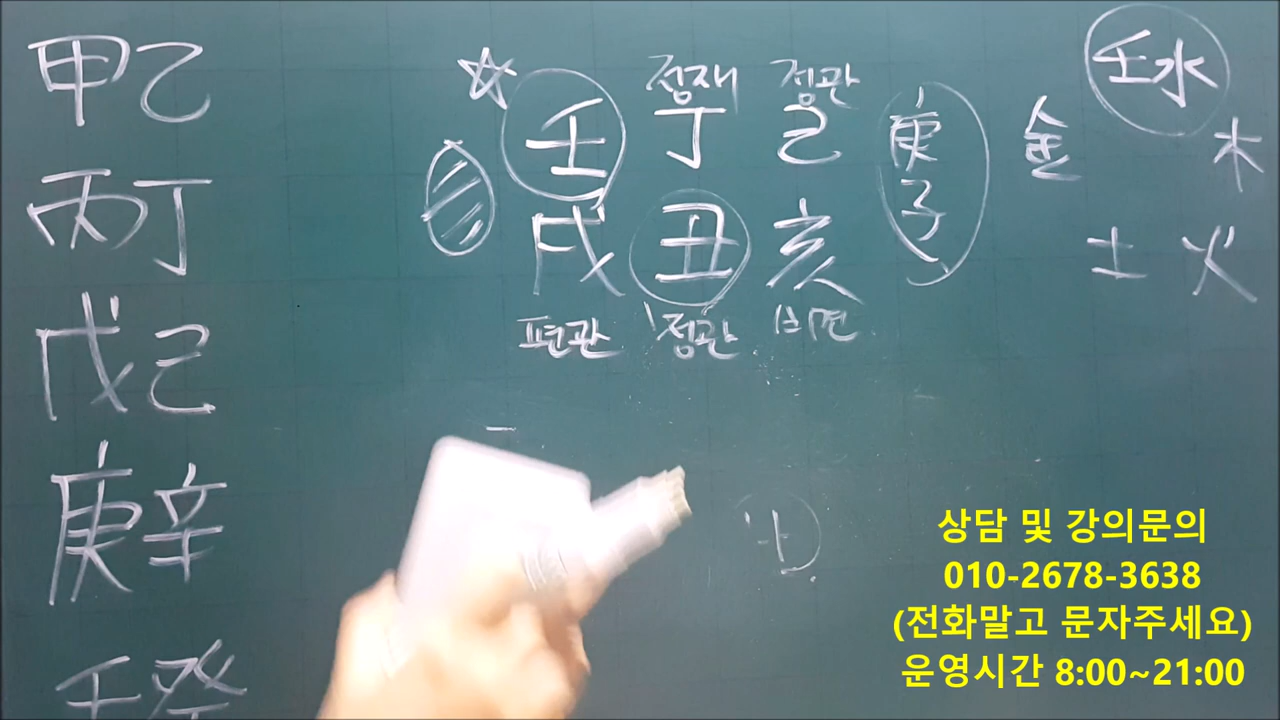 甲乙
丙丁
戊己
庚辛
壬癸
정재 정관
壬 丁 己 庚
戌 丑 亥 子
편관 정관 비견
壬水
金 木
土 火
상담 및 강의문의
010-2678-3638
(전화말고 문자주세요)
운영시간 8:00~21:00